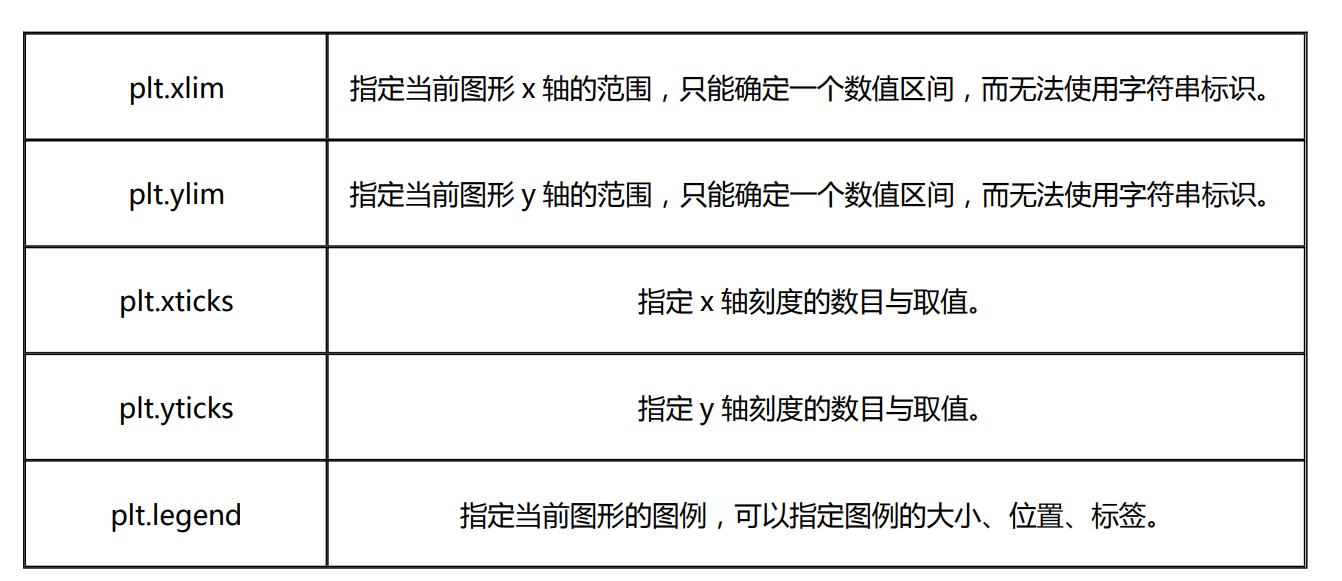 plt.xlim 指定当前图形 x 轴的范围，只能确定一个数值区间，而无法使用字符串标识。
plt.ylim 指定当前图形 y 轴的范围，只能确定一个数值区间，而无法使用字符串标识。
plt.xticks 指定 x 轴刻度的数目与取值。
plt.yticks 指定 y 轴刻度的数目与取值。
plt.legend 指定当前图形的图例，可以指定图例的大小、位置、标签。